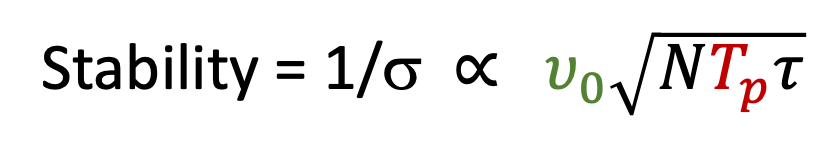 Stability = 1/σ ∝ υ₀√(NTₚτ)